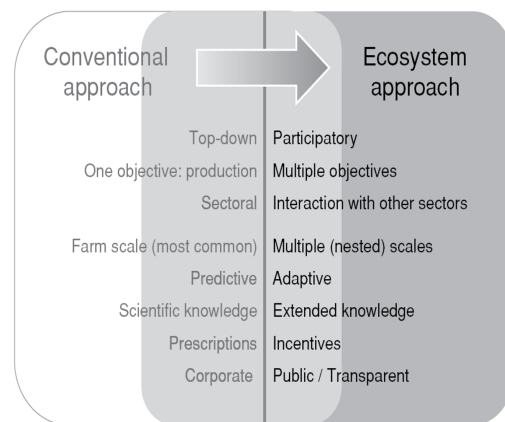 Conventional
approach
Ecosystem
approach
Top-down Participatory
One objective: production Multiple objectives
Sectoral Interaction with other sectors
Farm scale (most common) Multiple (nested) scales
Predictive Adaptive
Scientific knowledge Extended knowledge
Prescriptions Incentives
Corporate Public / Transparent